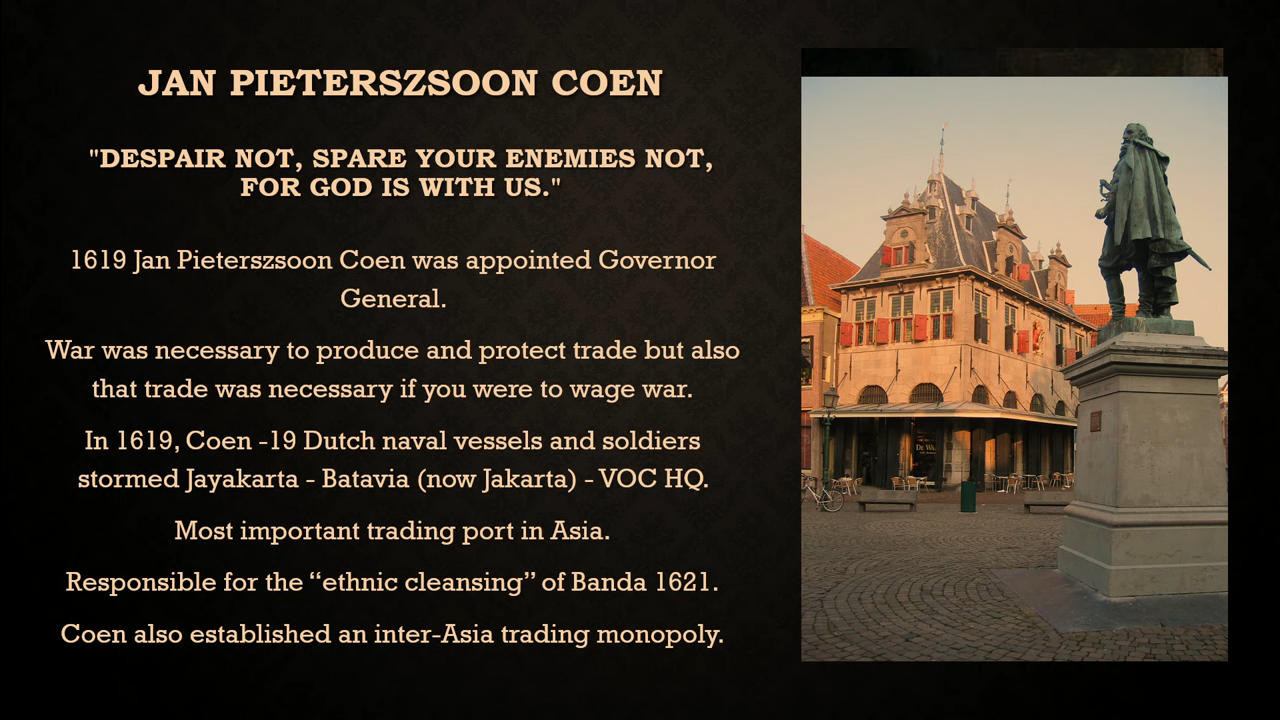 JAN PIETERSZSOON COEN
"DESPAIR NOT, SPARE YOUR ENEMIES NOT,
FOR GOD IS WITH US."
1619 Jan Pieterszsoon Coen was appointed Governor
General.
War was necessary to produce and protect trade but also
that trade was necessary if you were to wage war.
In 1619, Coen -19 Dutch naval vessels and soldiers
stormed Jayakarta - Batavia (now Jakarta) - VOC HQ.
Most important trading port in Asia.
Responsible for the “ethnic cleansing” of Banda 1621.
Coen also established an inter-Asia trading monopoly.